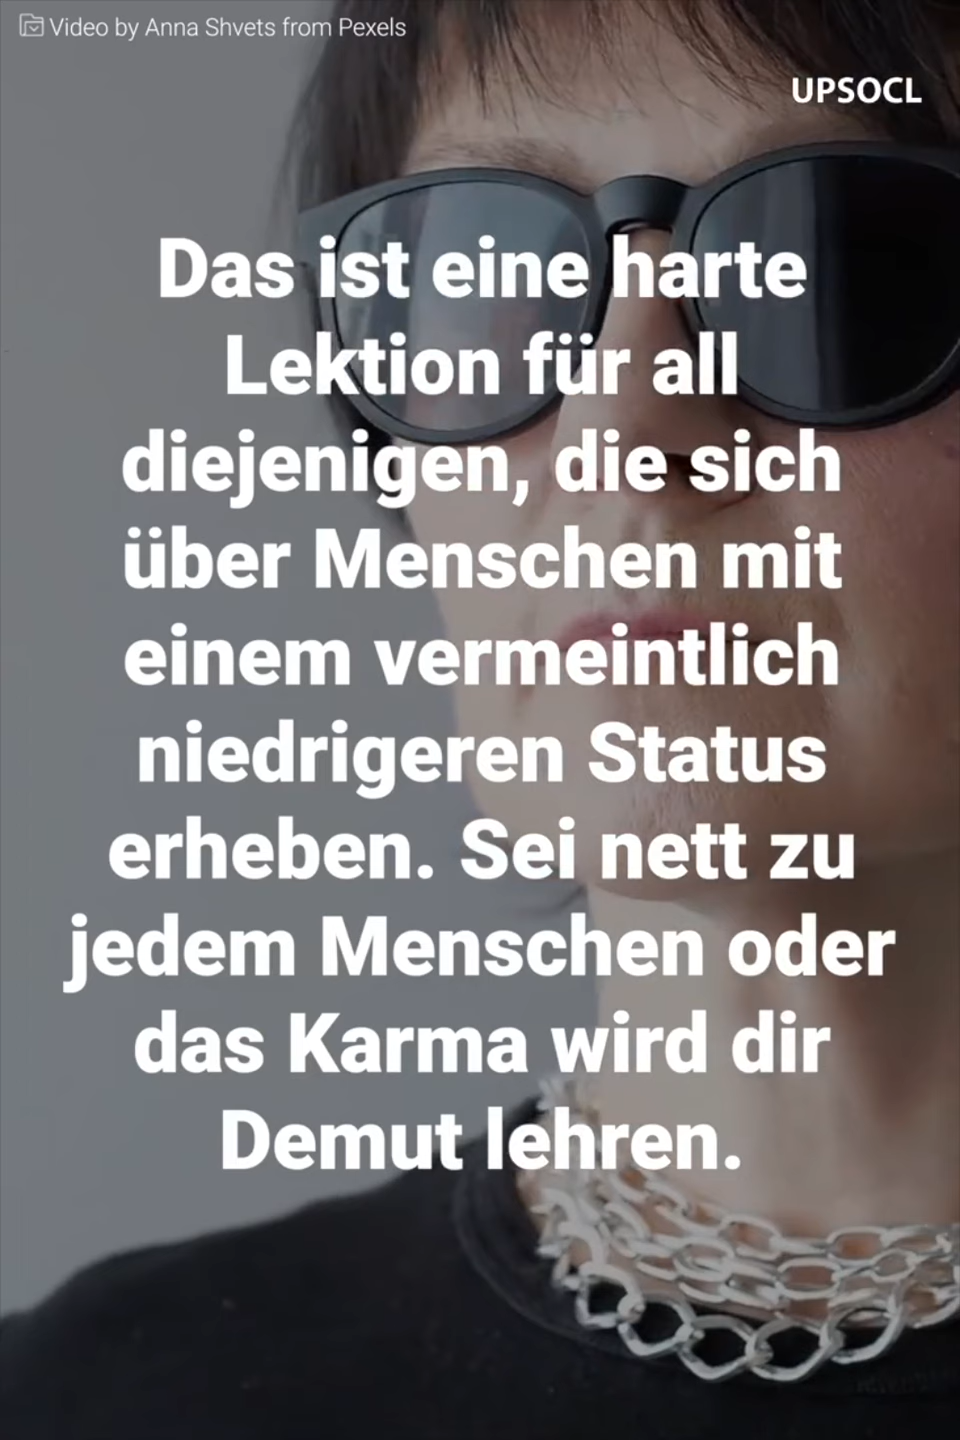 Video by Anna Shvets from Pexels
UPSOCL
Das ist eine harte
Lektion für all
diejenigen, die sich
über Menschen mit
einem vermeintlich
niedrigeren Status
erheben. Sei nett zu
jedem Menschen oder
das Karma wird dir
Demut lehren.